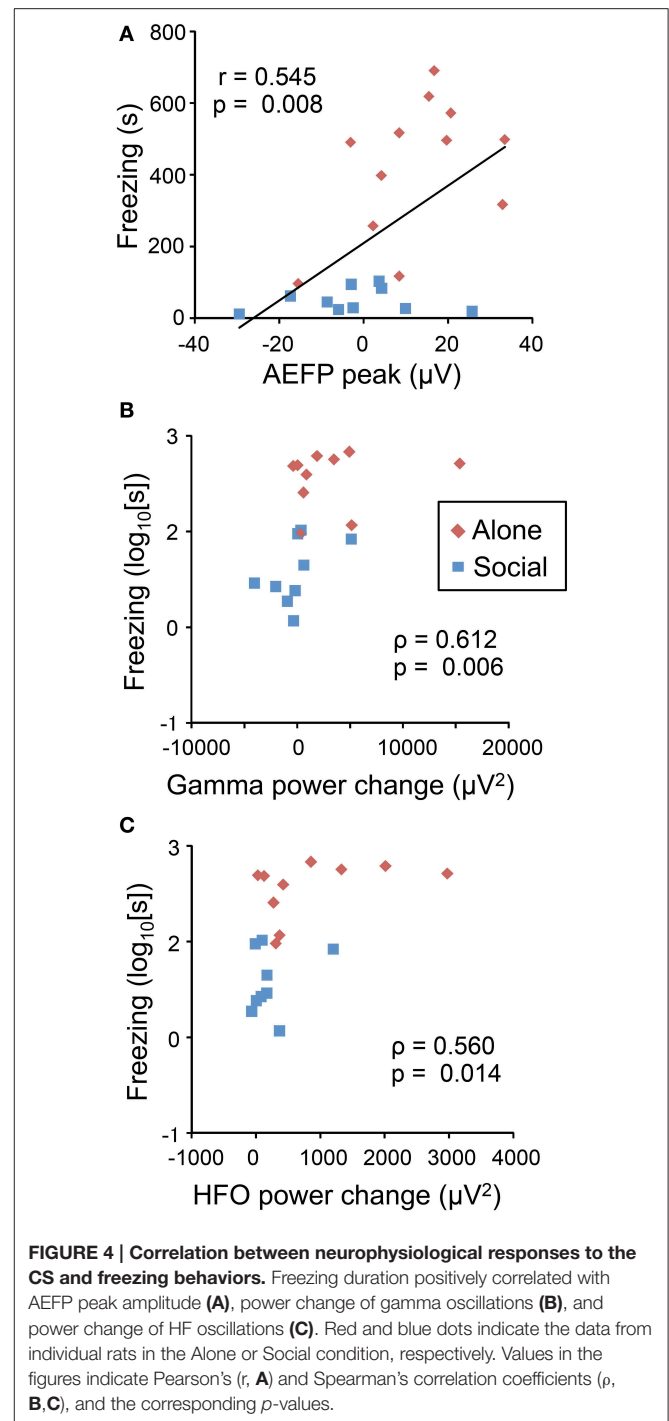 A
800
600
400
200
0
Freezing (s)
r = 0.545
p = 0.008
-40 -20 0 20 40
AEFP peak (μV)
B
3
2
0
-1
Freezing (log10[s])
Alone
Social
ρ = 0.612
p = 0.006
-10000 0 10000 20000
Gamma power change (μV²)
C
3
2
0
-1
Freezing (log10[s])
ρ = 0.560
p = 0.014
-1000 0 1000 2000 3000 4000
HFO power change (μV²)
FIGURE 4 | Correlation between neurophysiological responses to the
CS and freezing behaviors. Freezing duration positively correlated with
AEFP peak amplitude (A), power change of gamma oscillations (B), and
power change of HF oscillations (C). Red and blue dots indicate the data from
individual rats in the Alone or Social condition, respectively. Values in the
figures indicate Pearson's (r, A) and Spearman's correlation coefficients (ρ,
B,C), and the corresponding p-values.